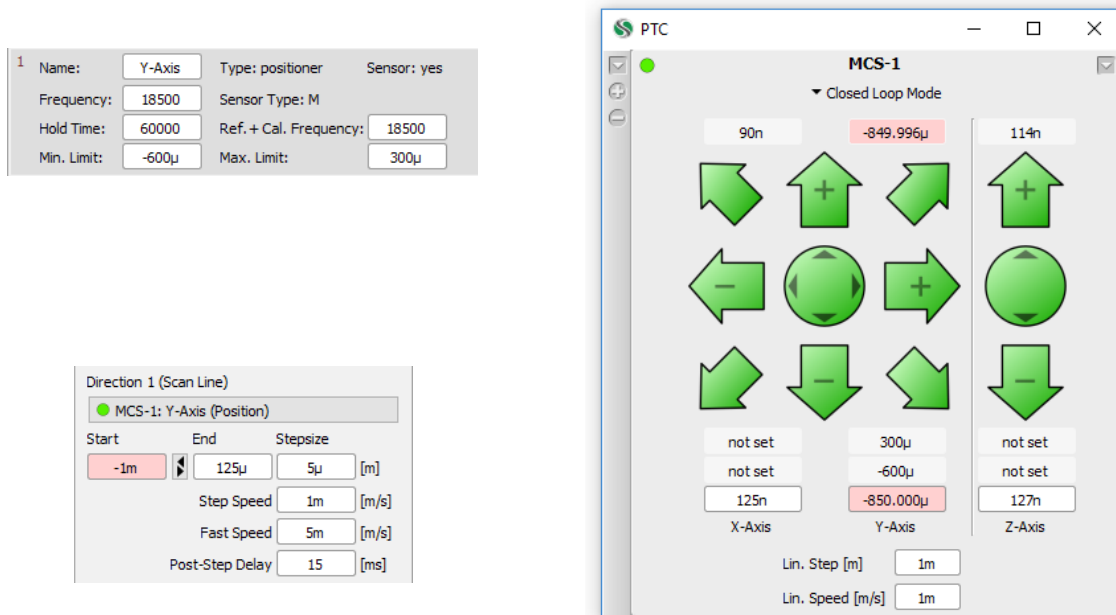 1 Name: Y-Axis Type: positioner Sensor: yes
Frequency: 18500 Sensor Type: M
Hold Time: 60000 Ref.+ Cal. Frequency: 18500
Min. Limit: -600µ Max. Limit: 300µ
Direction 1 (Scan Line)
MCS-1: Y-Axis (Position)
Start End Stepsize
-1m 125µ 5µ [m]
Step Speed 1m [m/s]
Fast Speed 5m [m/s]
Post-Step Delay 15 [ms]
PTC
MCS-1
Closed Loop Mode
90n -849.996µ 114n
+ +
- +
- -
not set 300µ not set
not set -600µ not set
125n -850.000µ 127n
X-Axis Y-Axis Z-Axis
Lin. Step [m] 1m
Lin. Speed [m/s] 1m